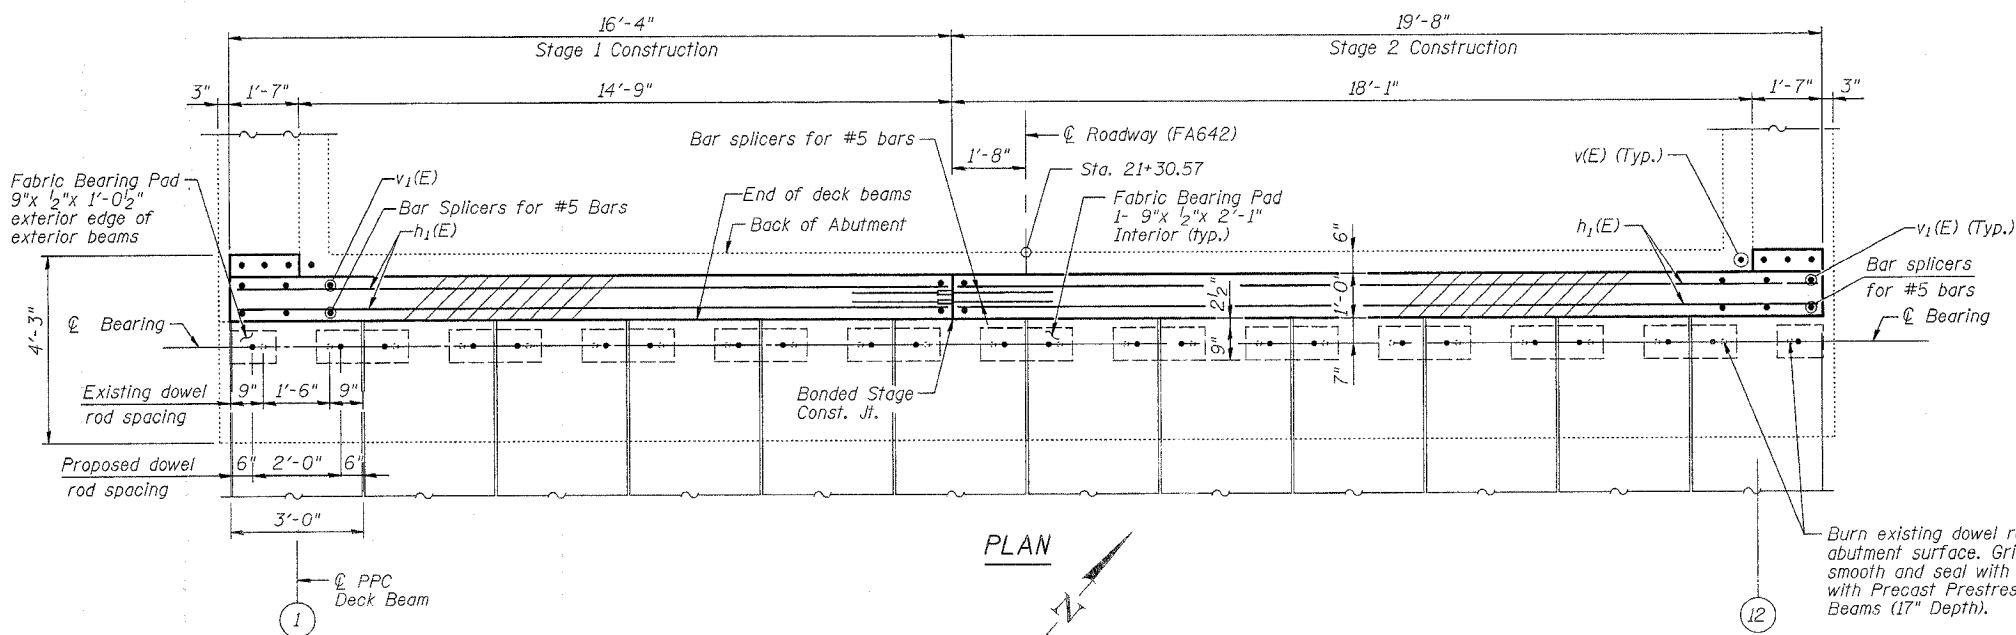 16'-4"
19'-8"
Stage 1 Construction
Stage 2 Construction
3"
1'-7"
14'-9"
18'-1"
1'-7"
3"
Bar splicers for #5 bars
℄ Roadway (FA642)
1'-8"
Sta. 21+30.57
v(E) (Typ.)
Fabric Bearing Pad
9"x ½"x 1'-0½"
exterior edge of
exterior beams
v₁(E)
Bar Splicers for #5 Bars
h₁(E)
End of deck beams
Back of Abutment
Fabric Bearing Pad
1- 9"x ½"x 2'-1"
Interior (typ.)
6"
h₁(E)
v₁(E) (Typ.)
Bar splicers
for #5 bars
2½"
1'-0"
℄ Bearing
℄ Bearing
4'-3"
9"
7"
Existing dowel
rod spacing
9"
1'-6"
9"
Bonded Stage
Const. Jt.
Proposed dowel
rod spacing
6"
2'-0"
6"
3'-0"
PLAN
N
℄ PPC
Deck Beam
1
12
Burn existing dowel
abutment surface.
smooth and seal with
with Precast
Beams (17" Depth).